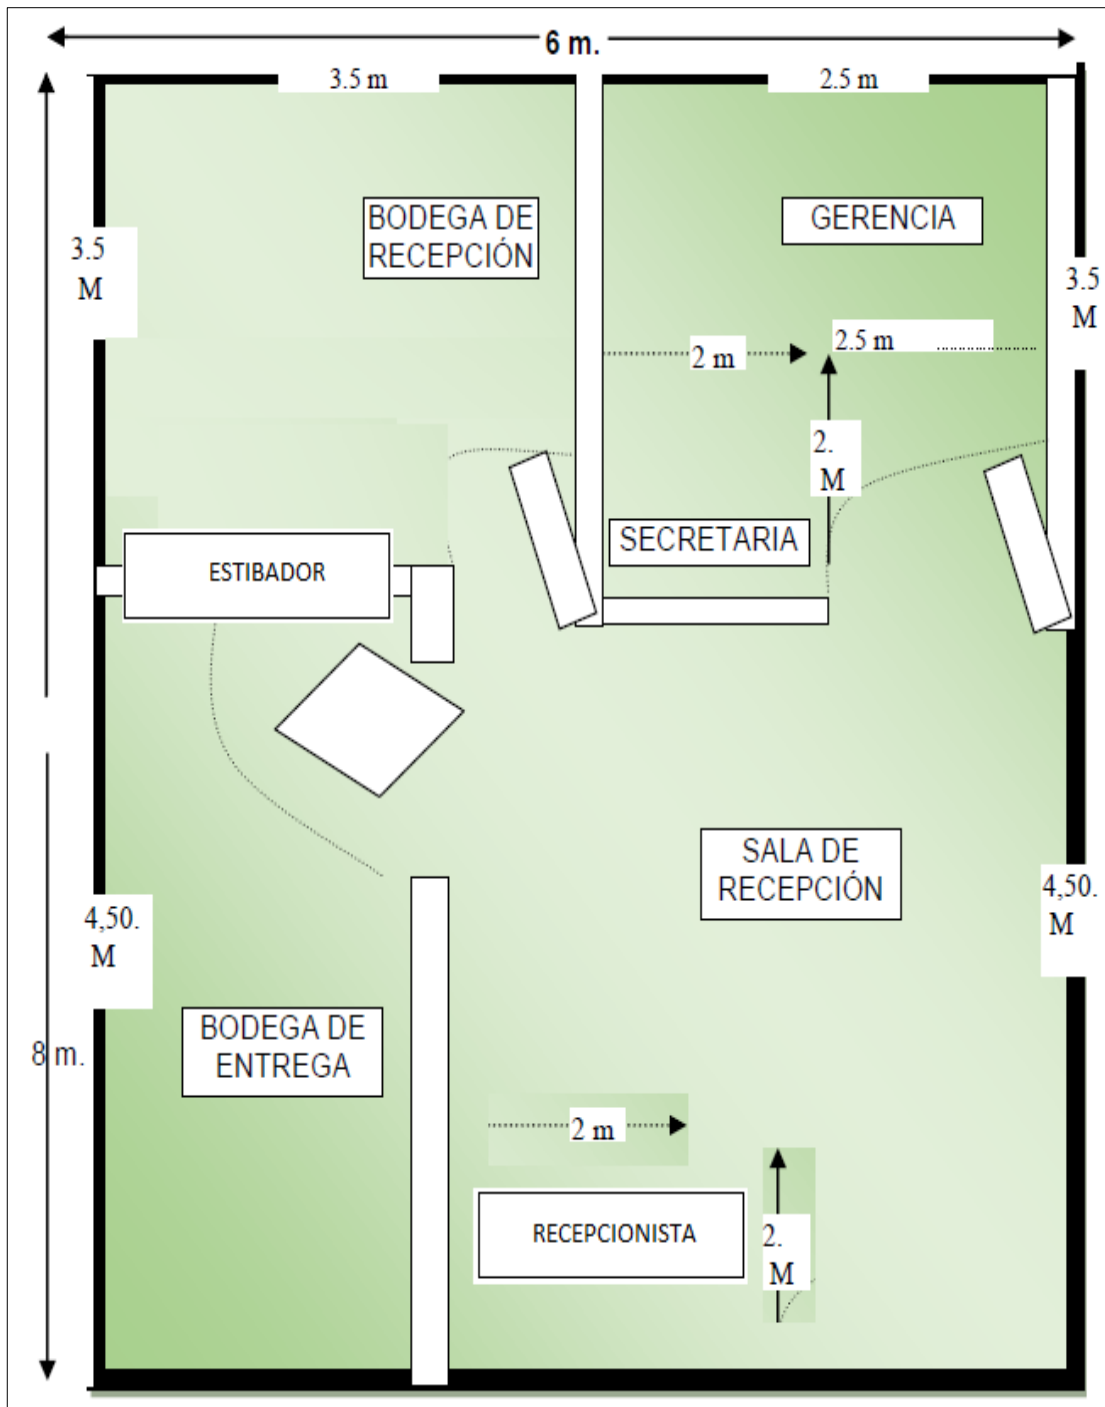 6 m.
3.5 m
2.5 m
BODEGA DE
RECEPCIÓN
GERENCIA
3.5
M
3.5
M
2 m
2.5 m
2.
M
SECRETARIA
ESTIBADOR
SALA DE
RECEPCIÓN
4,50.
M
4,50.
M
8 m.
BODEGA DE
ENTREGA
2 m
RECEPCIONISTA
2.
M